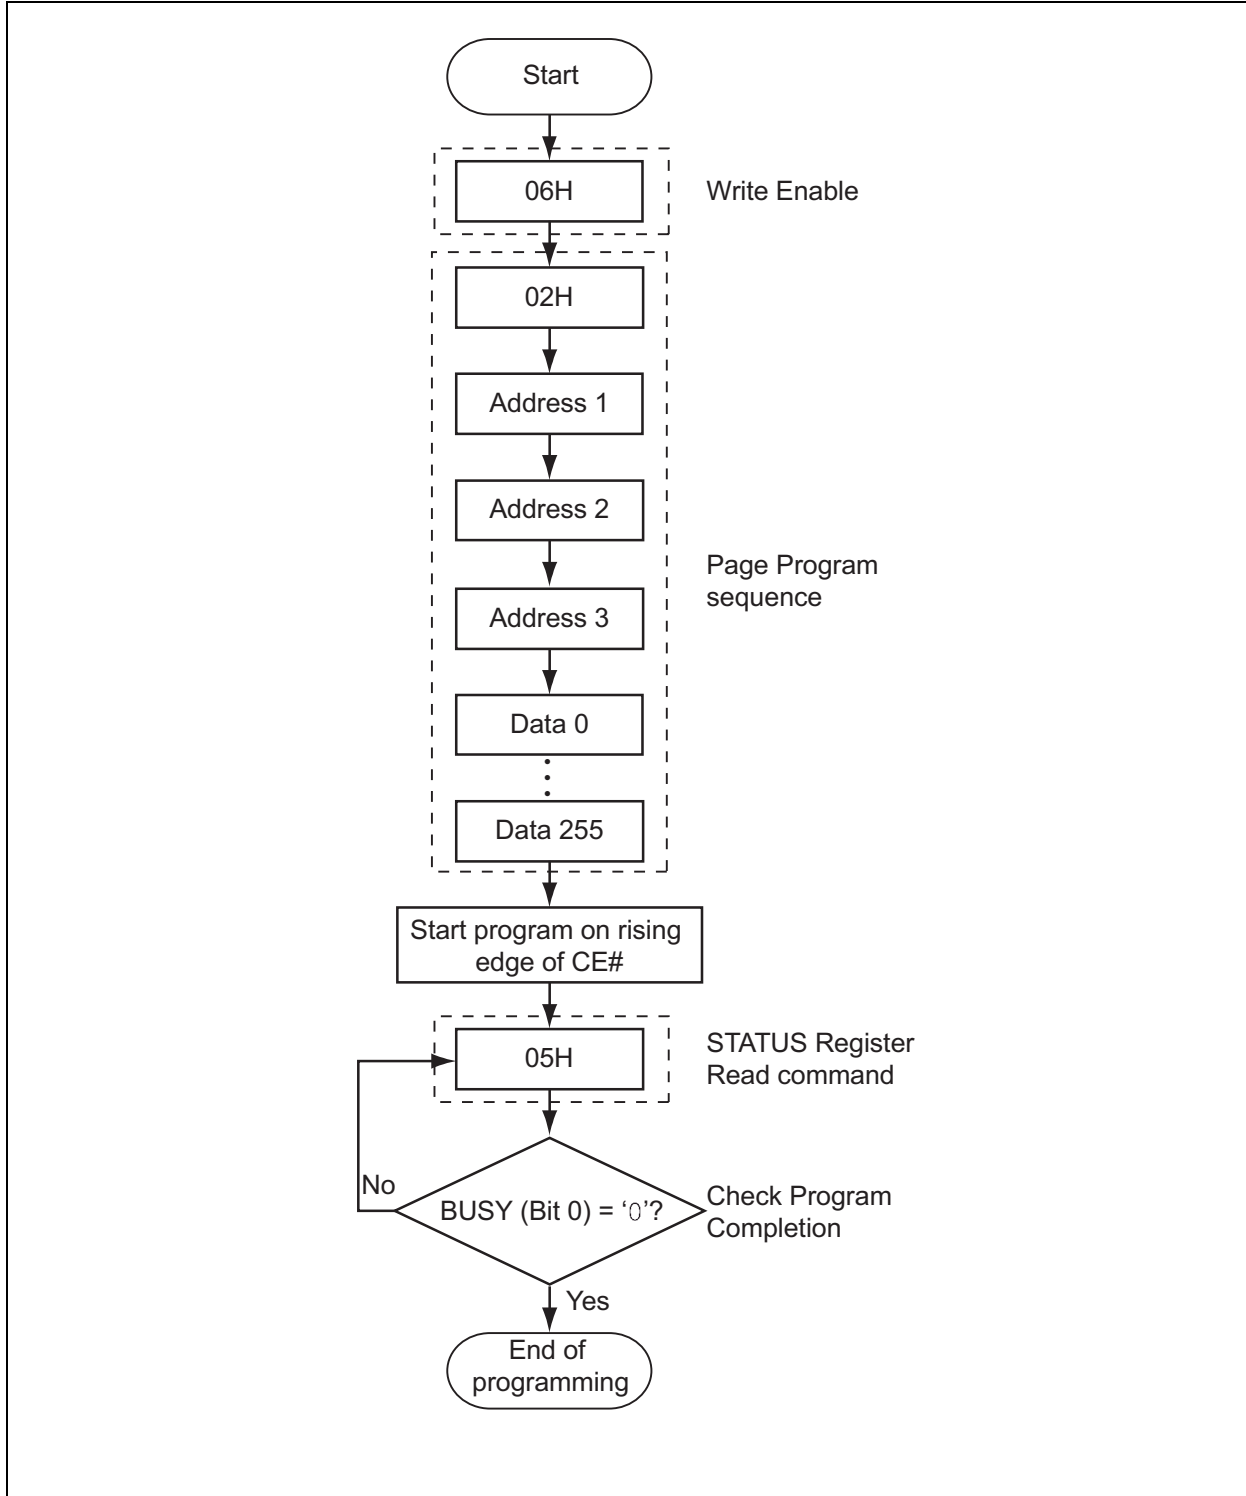 Start
06H
Write Enable
02H
Address 1
Address 2
Page Program
sequence
Address 3
Data 0
Data 255
Start program on rising
edge of CE#
05H
STATUS Register
Read command
No
BUSY (Bit 0) = ‘0’?
Check Program
Completion
Yes
End of
programming